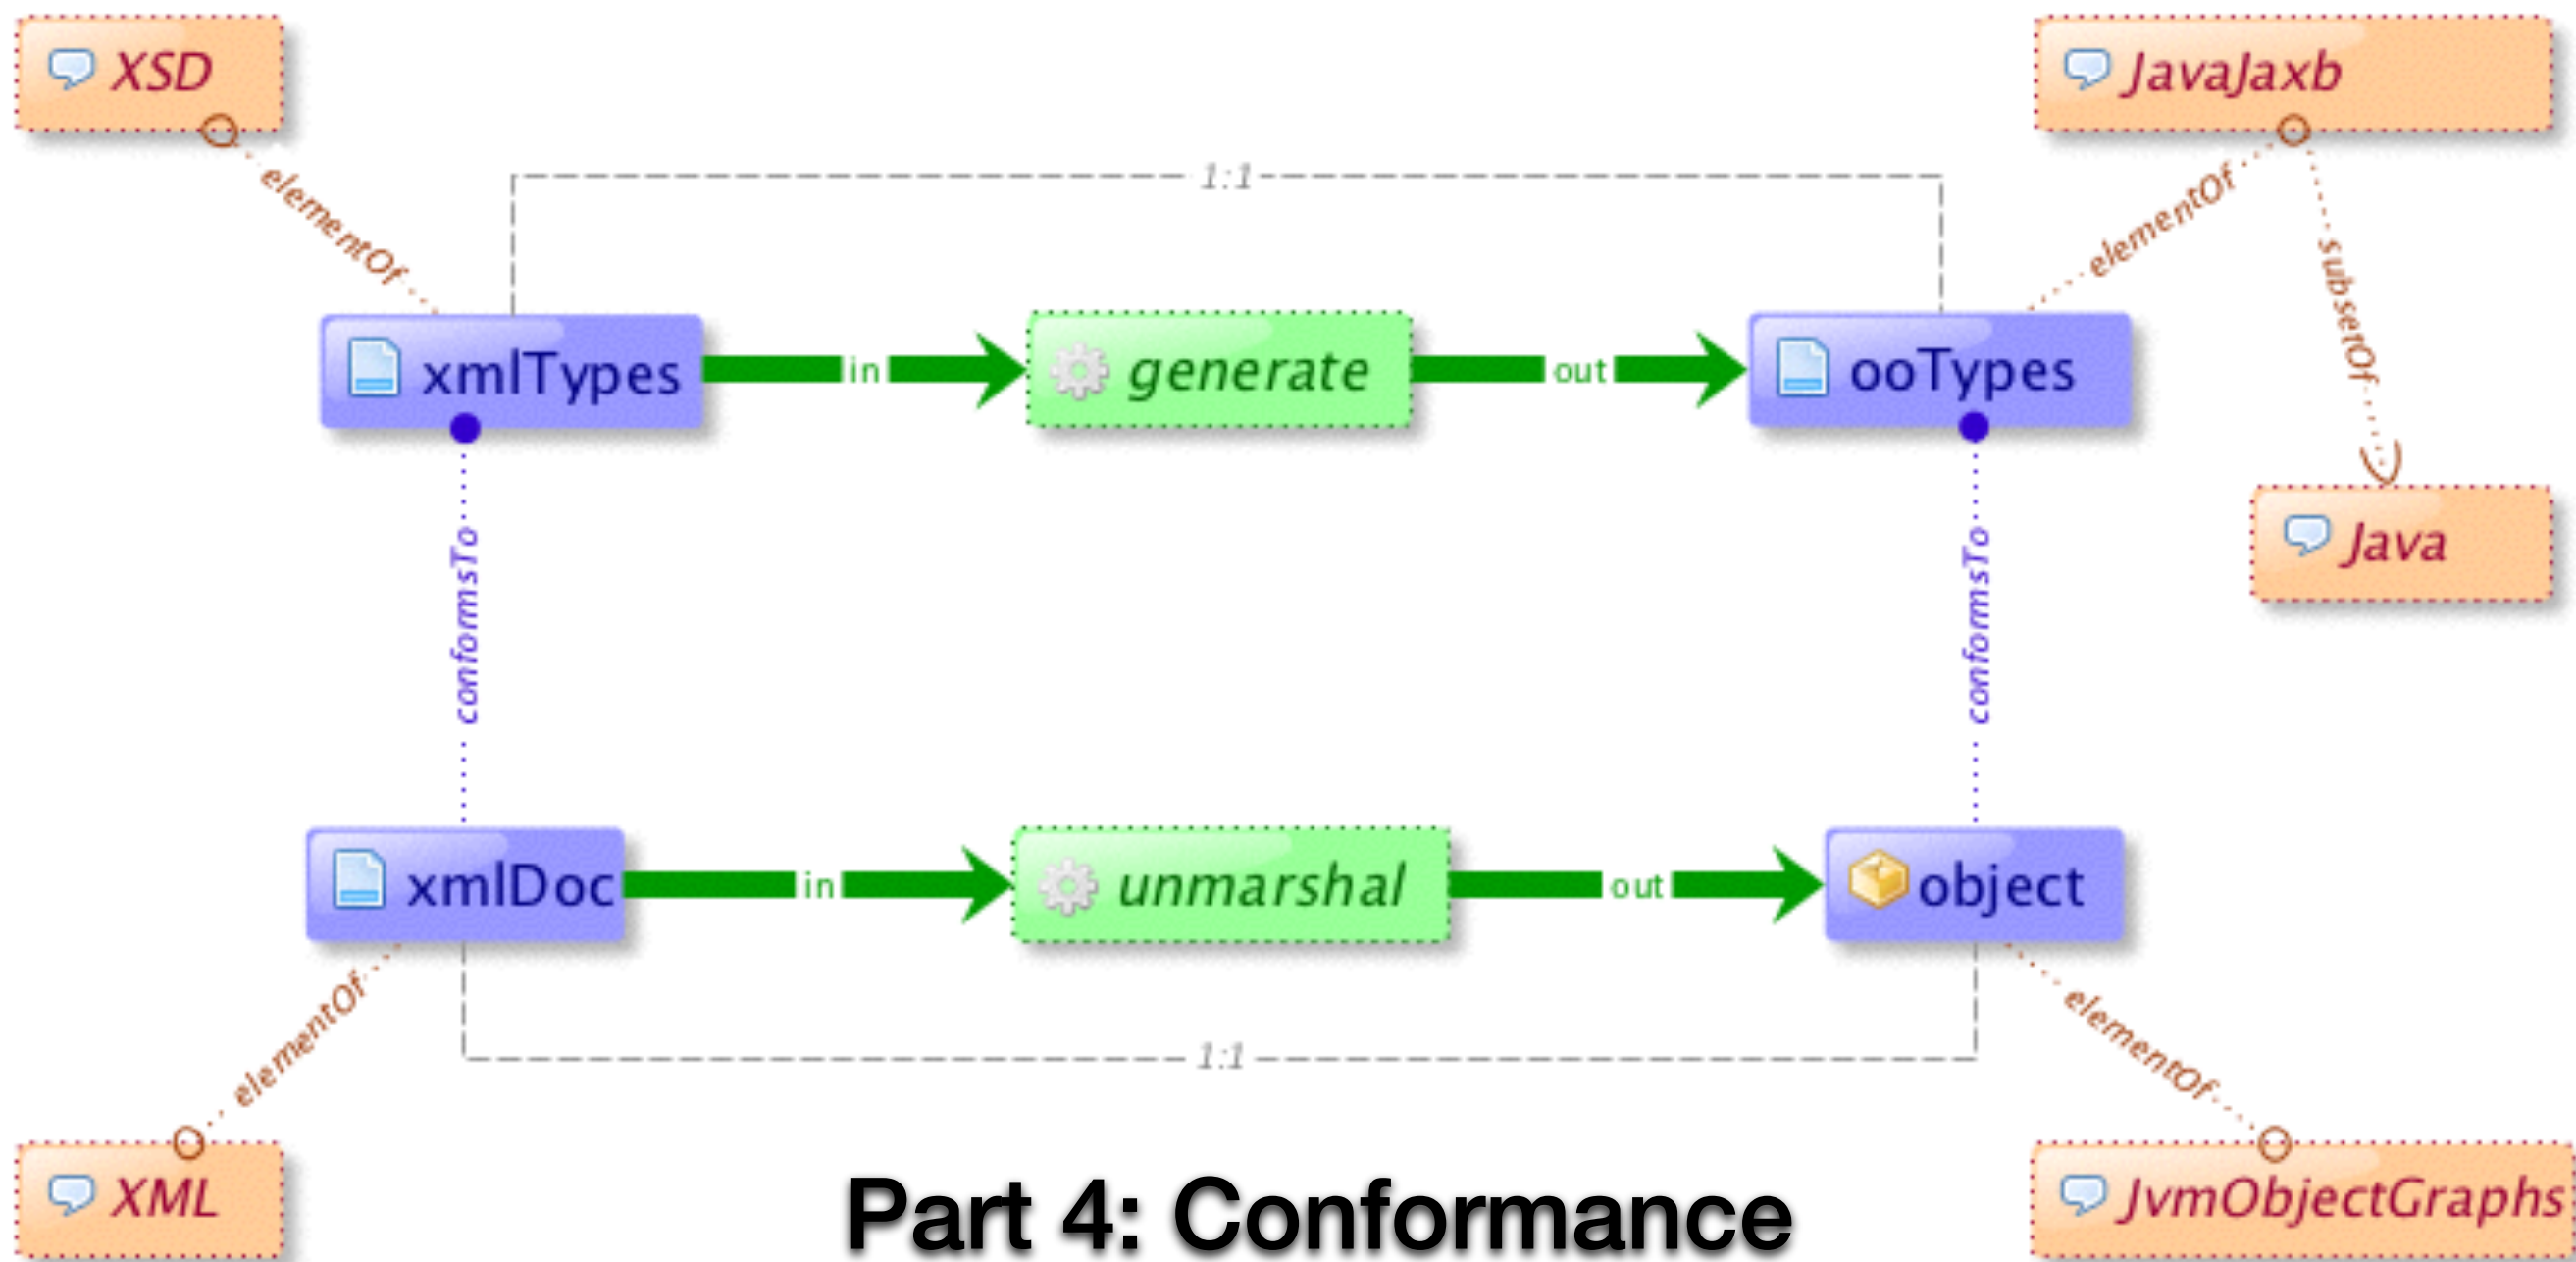 XSD
JavaJaxb
1:1
elementOf
elementOf
subsetOf
xmlTypes
in
generate
out
ooTypes
Java
conformsTo
conformsTo
xmlDoc
in
unmarshal
out
object
elementOf
1:1
elementOf
XML
JvmObjectGraphs
Part 4: Conformance